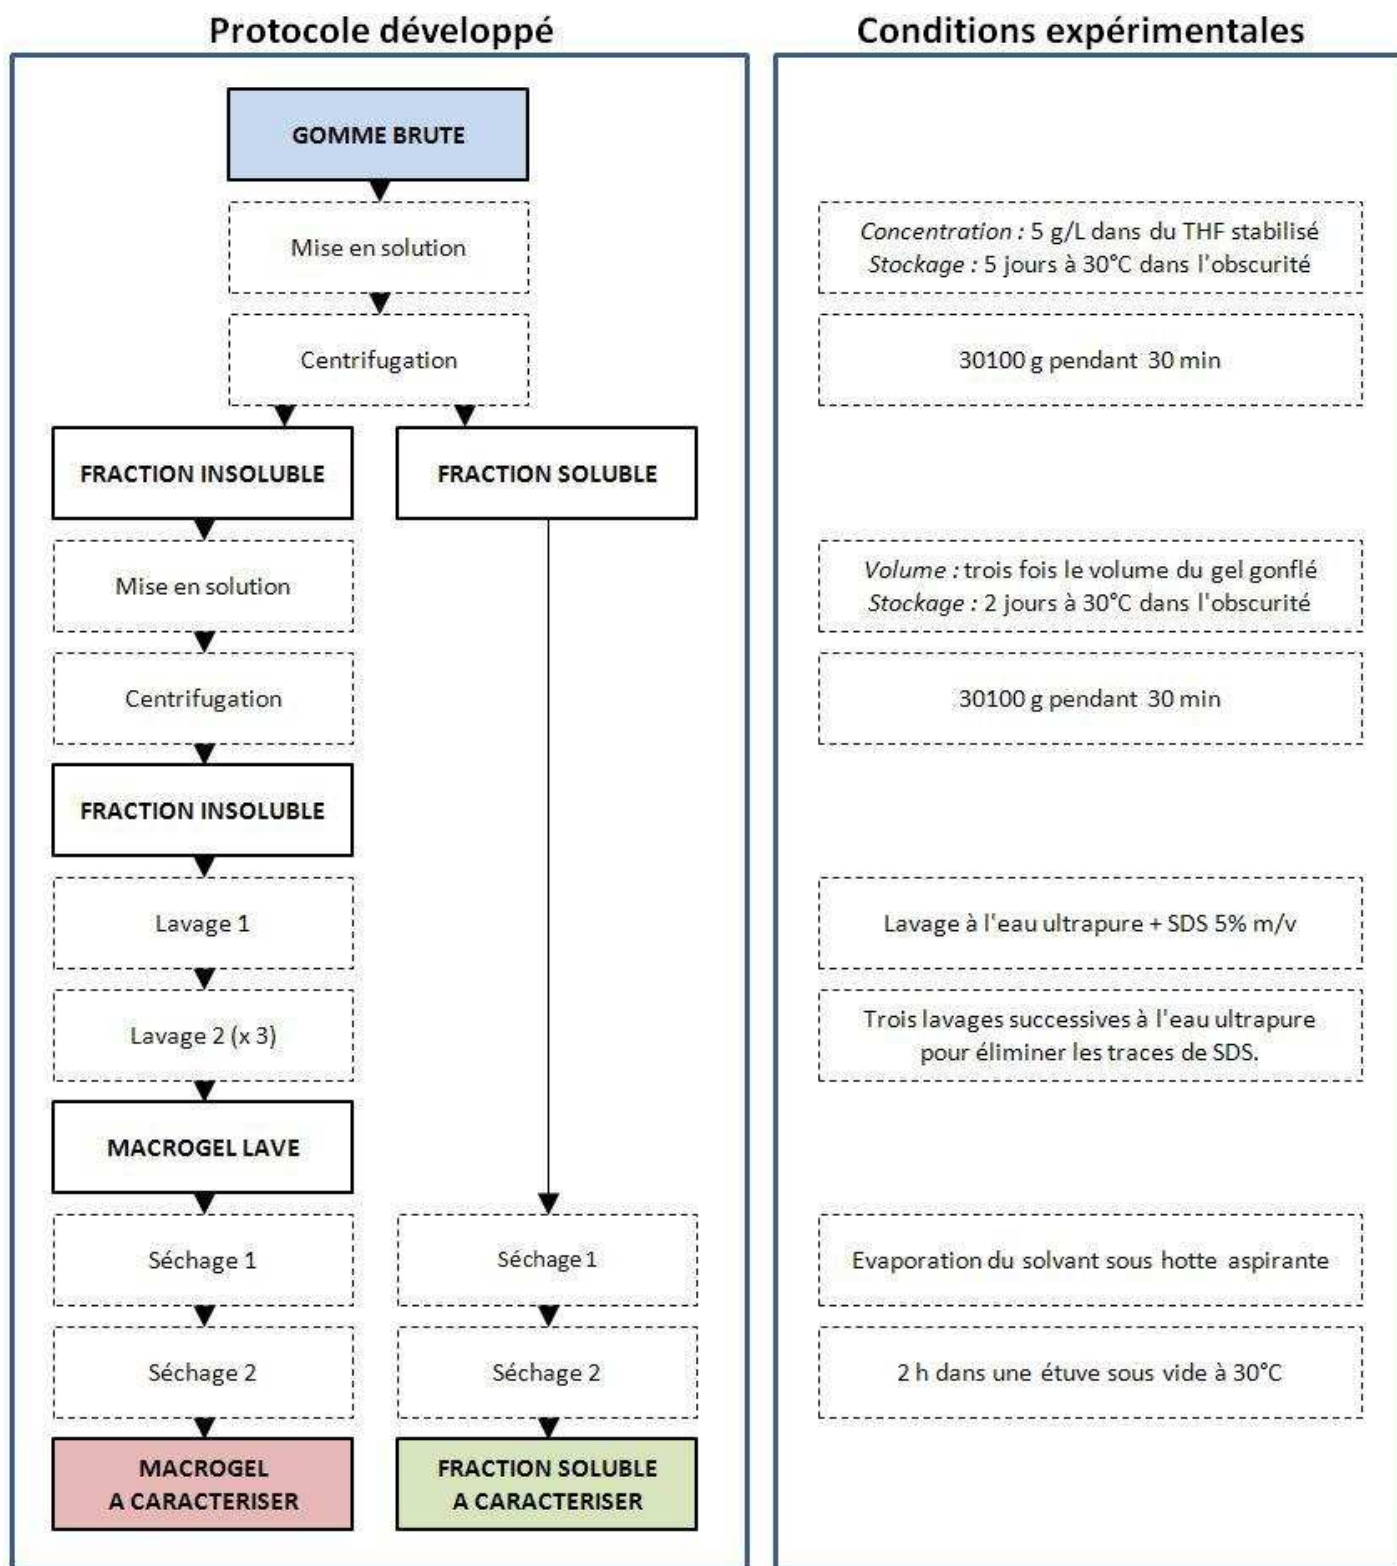 Protocole développé
Conditions expérimentales
GOMME BRUTE
Mise en solution
Concentration : 5 g/L dans du THF stabilisé
Stockage : 5 jours à 30°C dans l'obscurité
Centrifugation
30100 g pendant 30 min
FRACTION INSOLUBLE
FRACTION SOLUBLE
Mise en solution
Volume : trois fois le volume du gel gonflé
Stockage : 2 jours à 30°C dans l'obscurité
Centrifugation
30100 g pendant 30 min
FRACTION INSOLUBLE
Lavage 1
Lavage à l'eau ultrapure + SDS 5% m/v
Lavage 2 (x 3)
Trois lavages successives à l'eau ultrapure
pour éliminer les traces de SDS.
MACROGEL LAVE
Séchage 1
Séchage 1
Evaporation du solvant sous hotte aspirante
Séchage 2
Séchage 2
2 h dans une étuve sous vide à 30°C
MACROGEL
A CARACTERISER
FRACTION SOLUBLE
A CARACTERISER